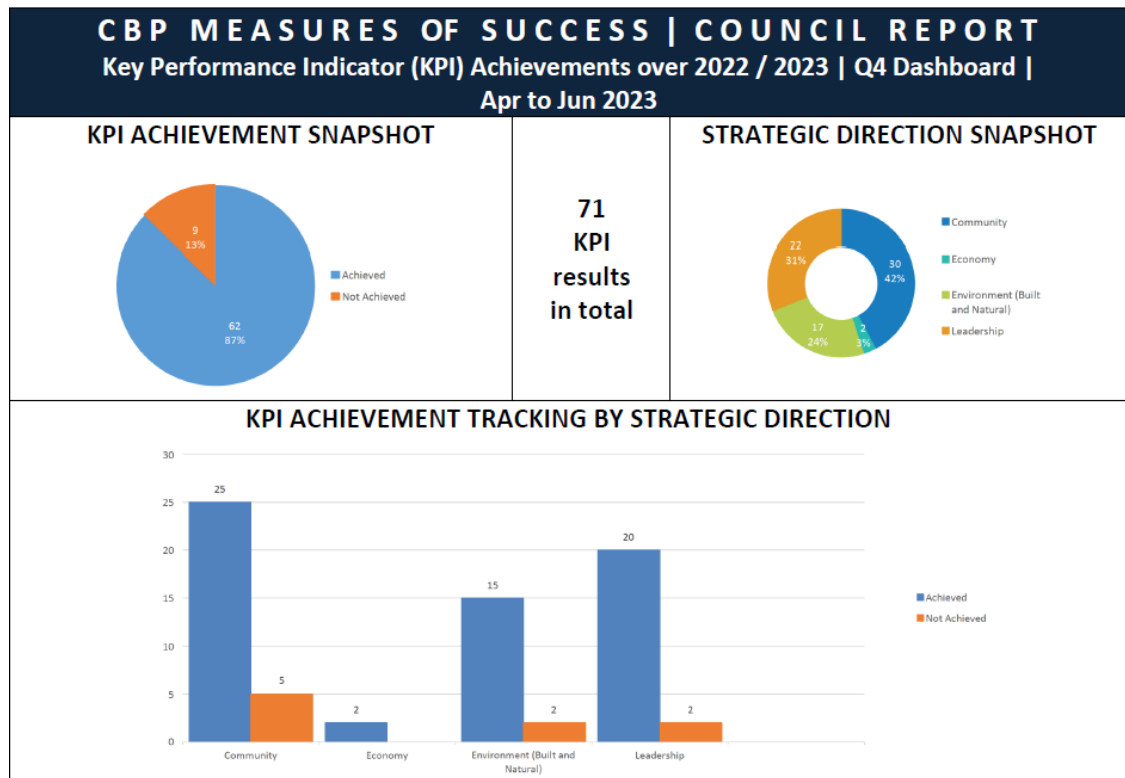 CBP MEASURES OF SUCCESS | COUNCIL REPORT
Key Performance Indicator (KPI) Achievements over 2022 / 2023 | Q4 Dashboard |
Apr to Jun 2023
KPI ACHIEVEMENT SNAPSHOT
9
13%
62
87%
Achieved
Not Achieved
71
KPI
results
in total
STRATEGIC DIRECTION SNAPSHOT
22
31%
30
42%
17
24%
2
3%
Community
Economy
Environment (Built
and Natural)
Leadership
KPI ACHIEVEMENT TRACKING BY STRATEGIC DIRECTION
30
25
20
15
10
5
0
25
5
2
15
2
20
2
Community
Economy
Environment (Built and
Natural)
Leadership
Achieved
Not Achieved